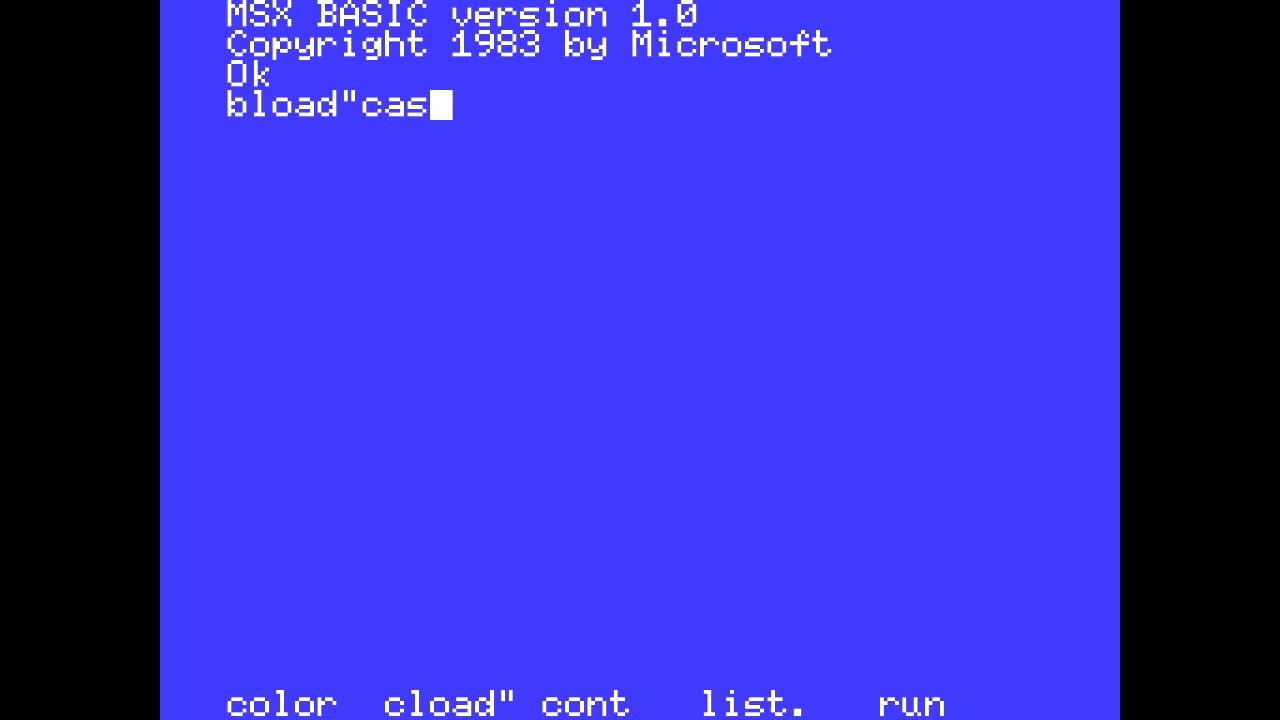 MSX BASIC version 1.0
Copyright 1983 by Microsoft
Ok
bload"cas
color cload" cont list. run